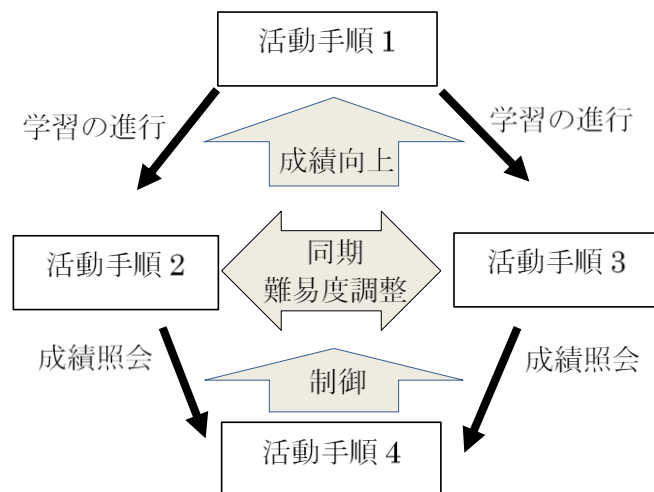 活動手順1
学習の進行
学習の進行
成績向上
活動手順2
同期
難易度調整
活動手順3
成績照会
成績照会
制御
活動手順4